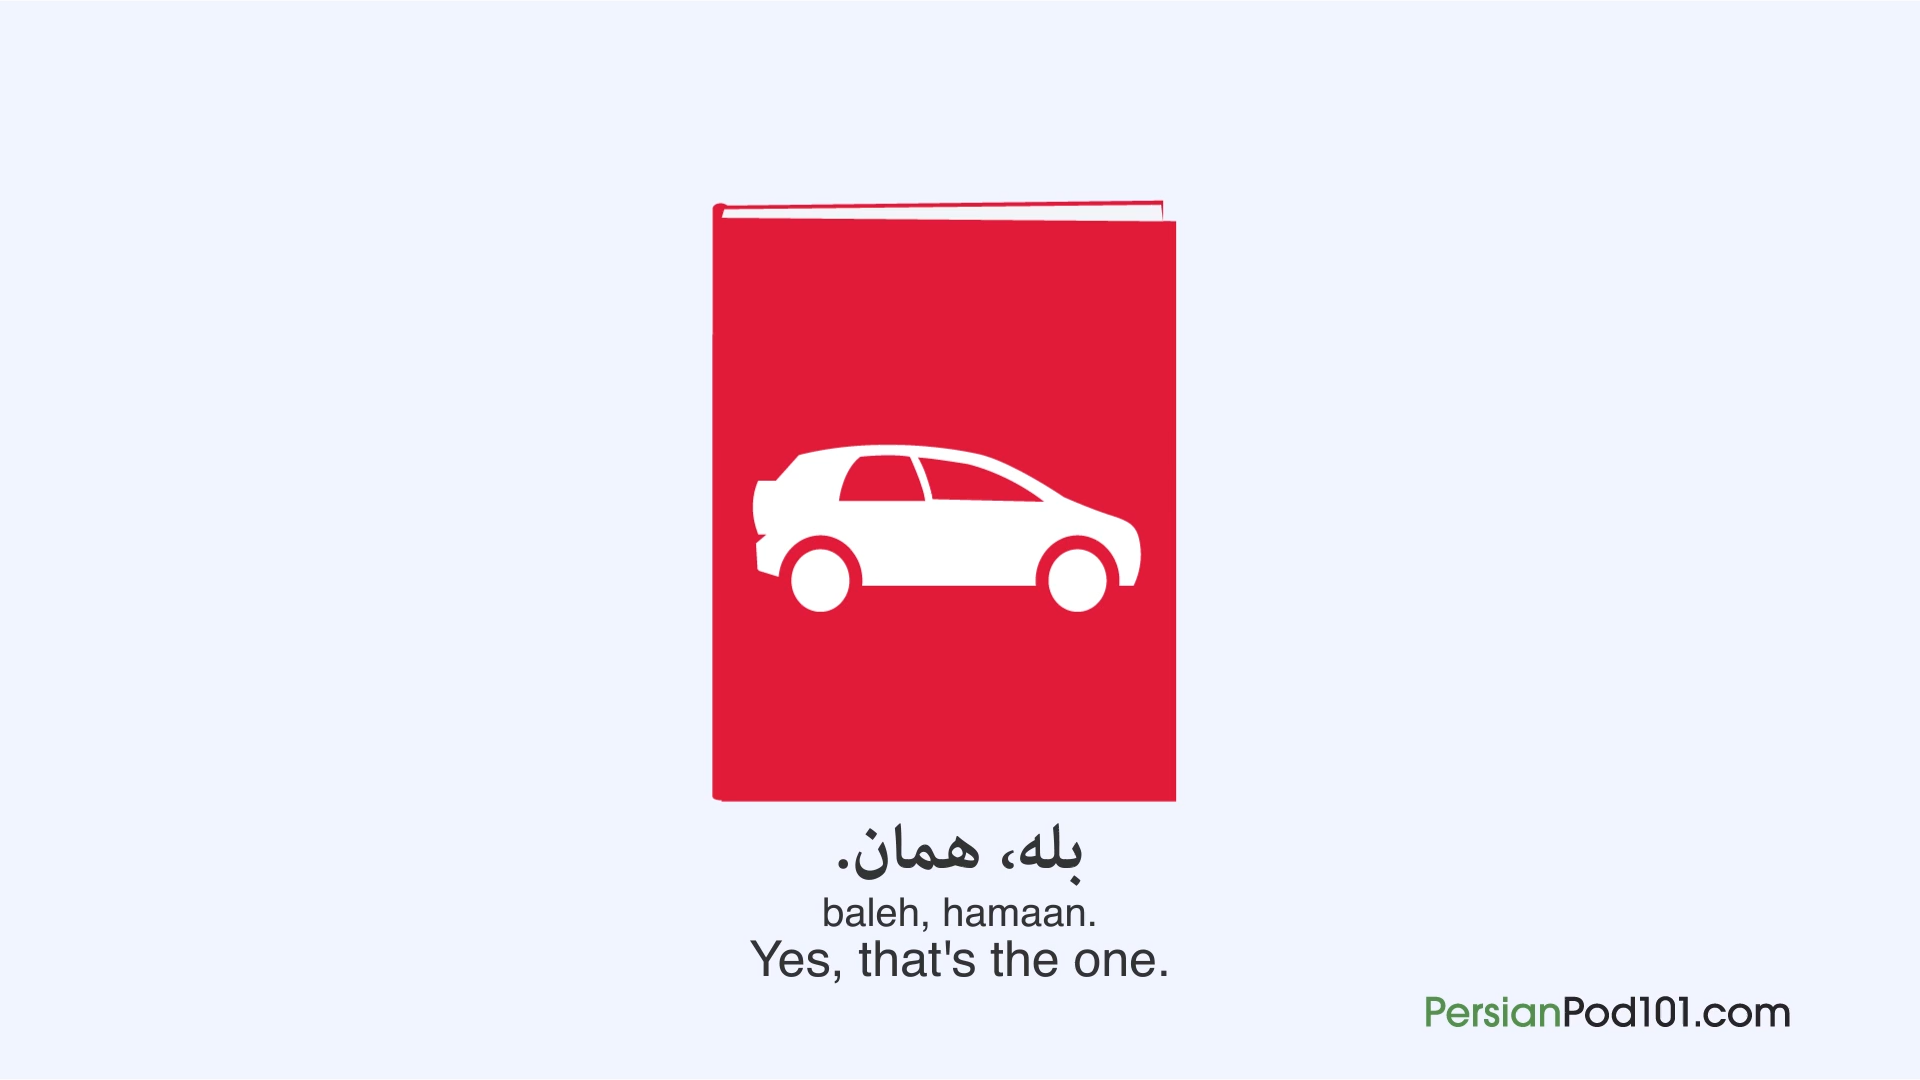 بله، همان.
baleh, hamaan.
Yes, that's the one.
PersianPod101.com